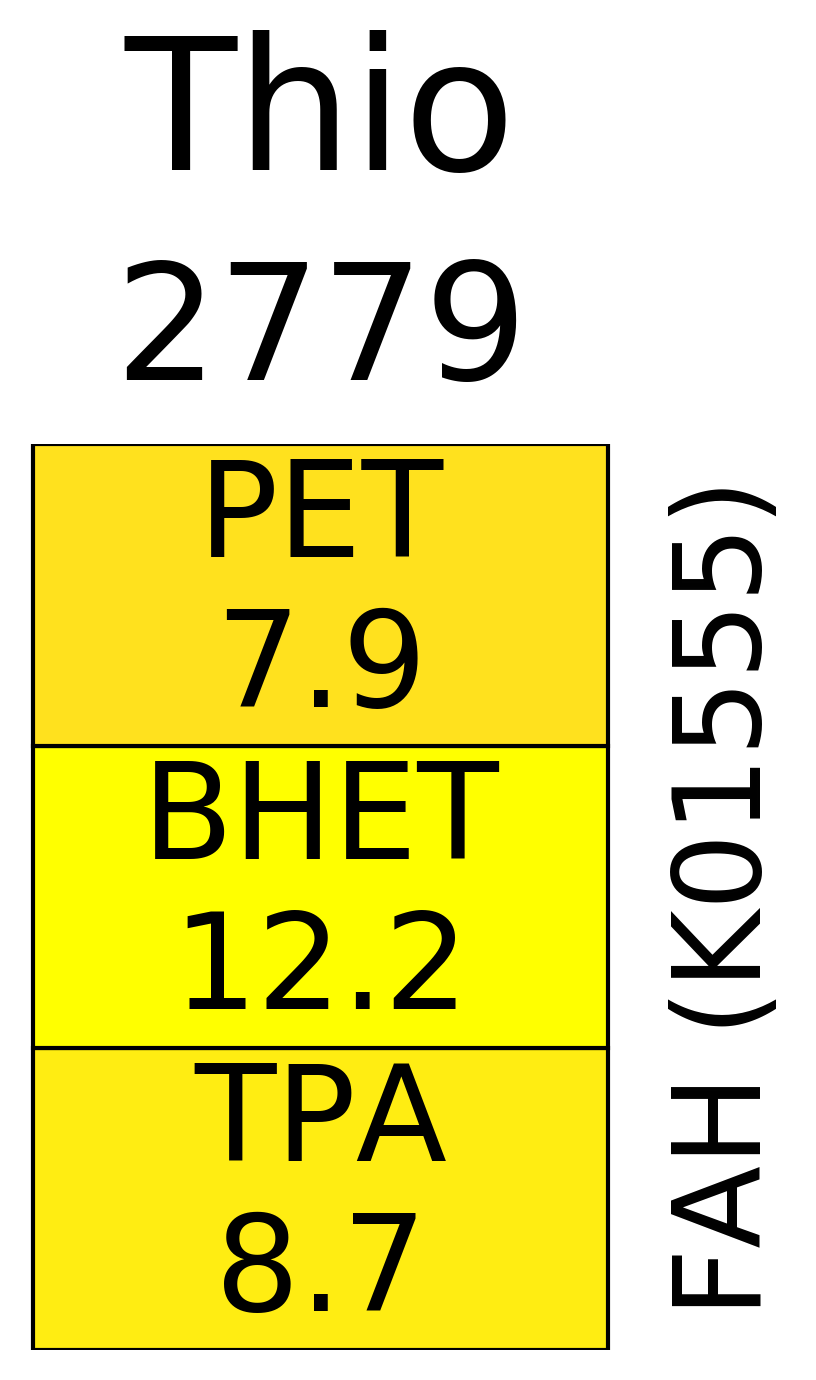 Thio
2779
PET
7.9
BHET
12.2
TPA
8.7
FAH (K01555)